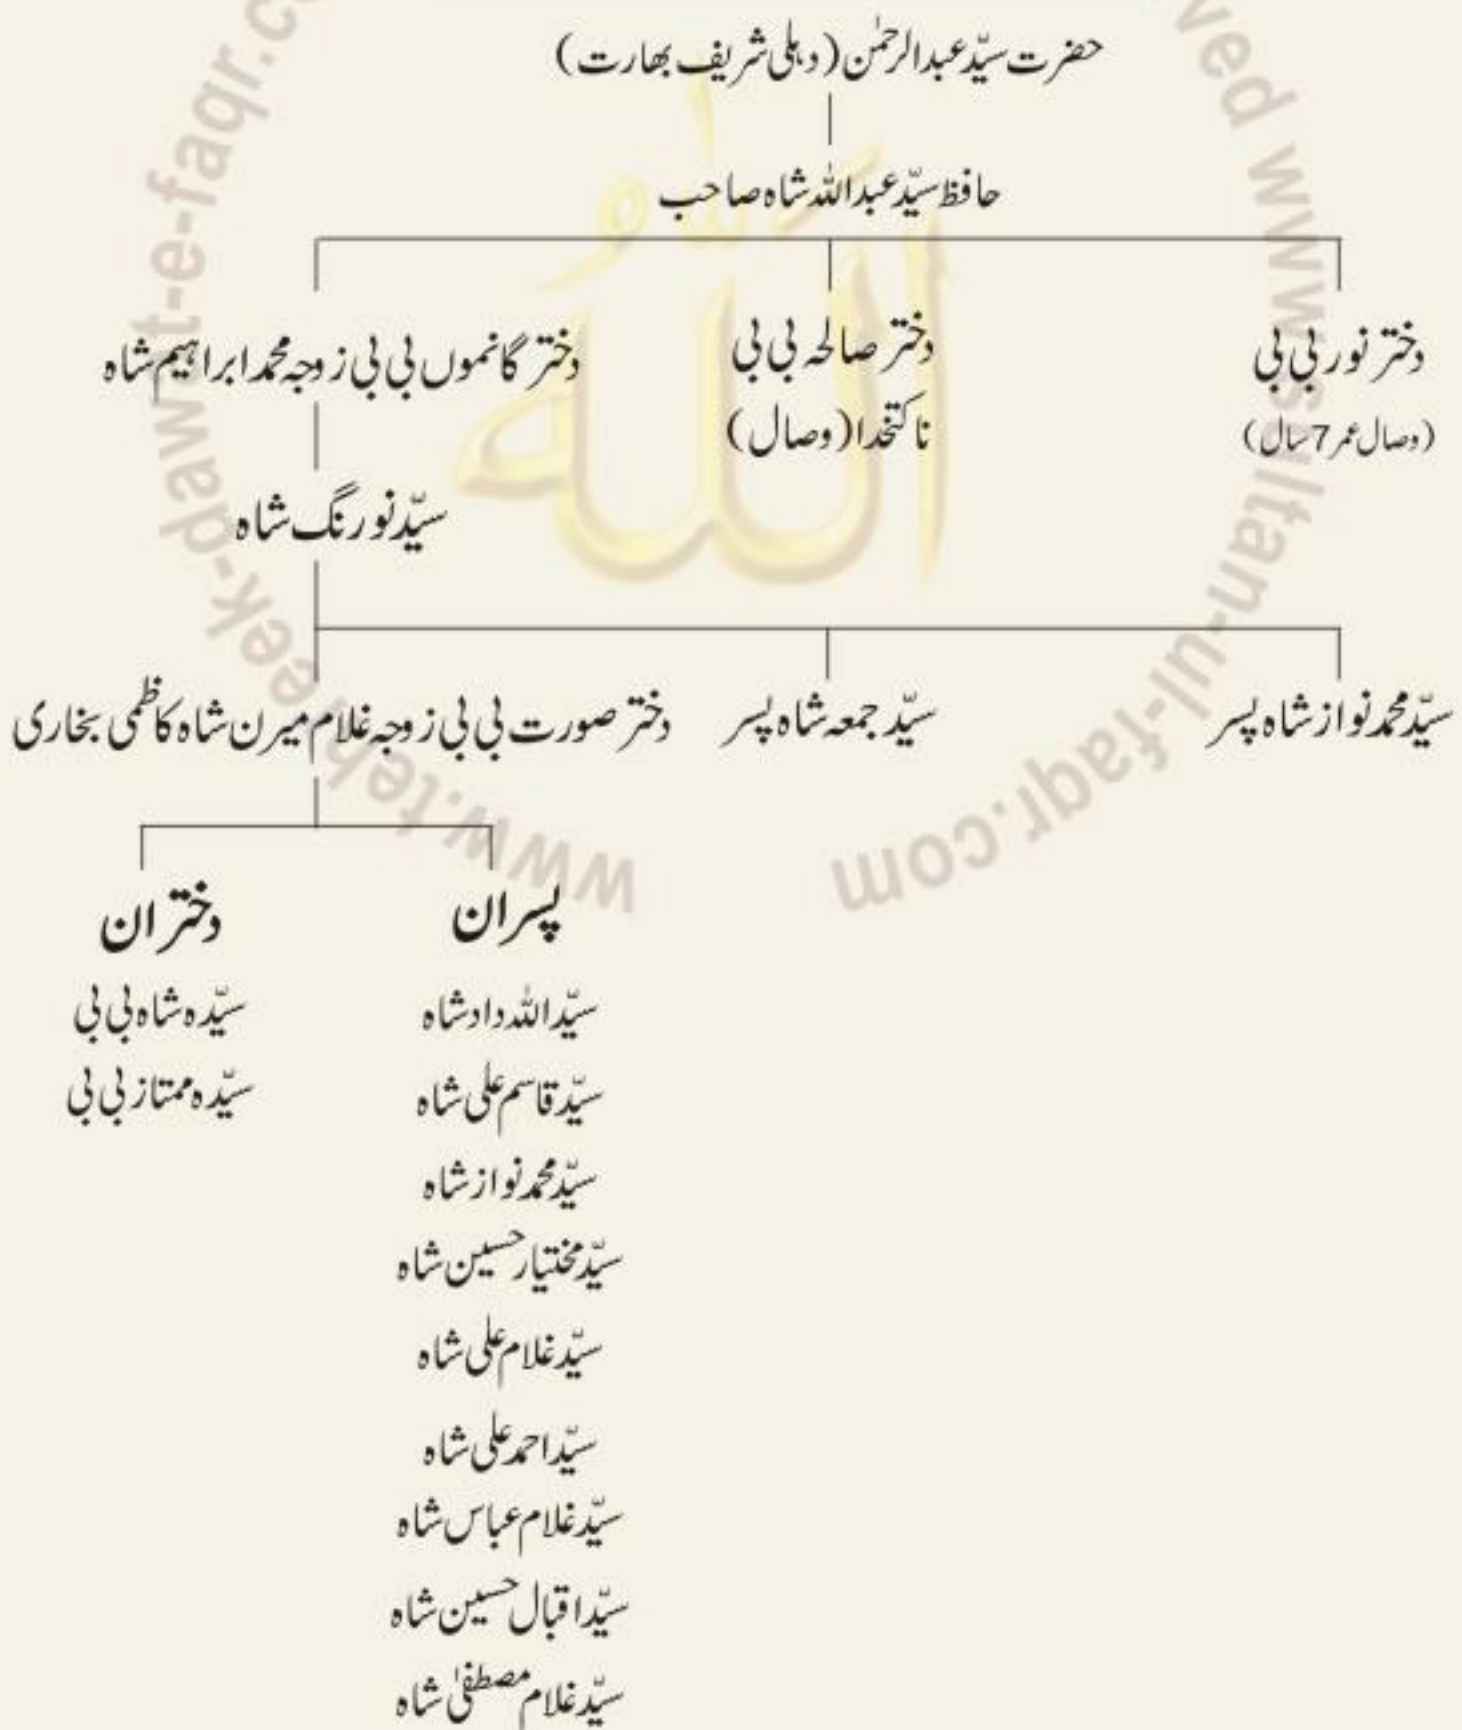 حضرت سیّد عبدالرحمٰن (دہلی شریف بھارت)
حافظ سیّد عبداللہ شاہ صاحب
دختر نور بی بی
(وصال عمر 7 سال)
دختر صالحہ بی بی
ناکتخدا (وصال)
دختر گانموں بی بی زوجہ محمد ابراہیم شاہ
سیّد نورنگ شاہ
سیّد محمد نواز شاہ پسر
سیّد جمعہ شاہ پسر
دختر صورت بی بی زوجہ غلام میرن شاہ کاظمی بخاری
پسران
سیّد اللہ داد شاہ
سیّد قاسم علی شاہ
سیّد محمد نواز شاہ
سیّد مختیار حسین شاہ
سیّد غلام علی شاہ
سیّد احمد علی شاہ
سیّد غلام عباس شاہ
سیّد اقبال حسین شاہ
سیّد غلام مصطفیٰ شاہ
دختران
سیّدہ شاہ بی بی
سیّدہ ممتاز بی بی
اللہُ